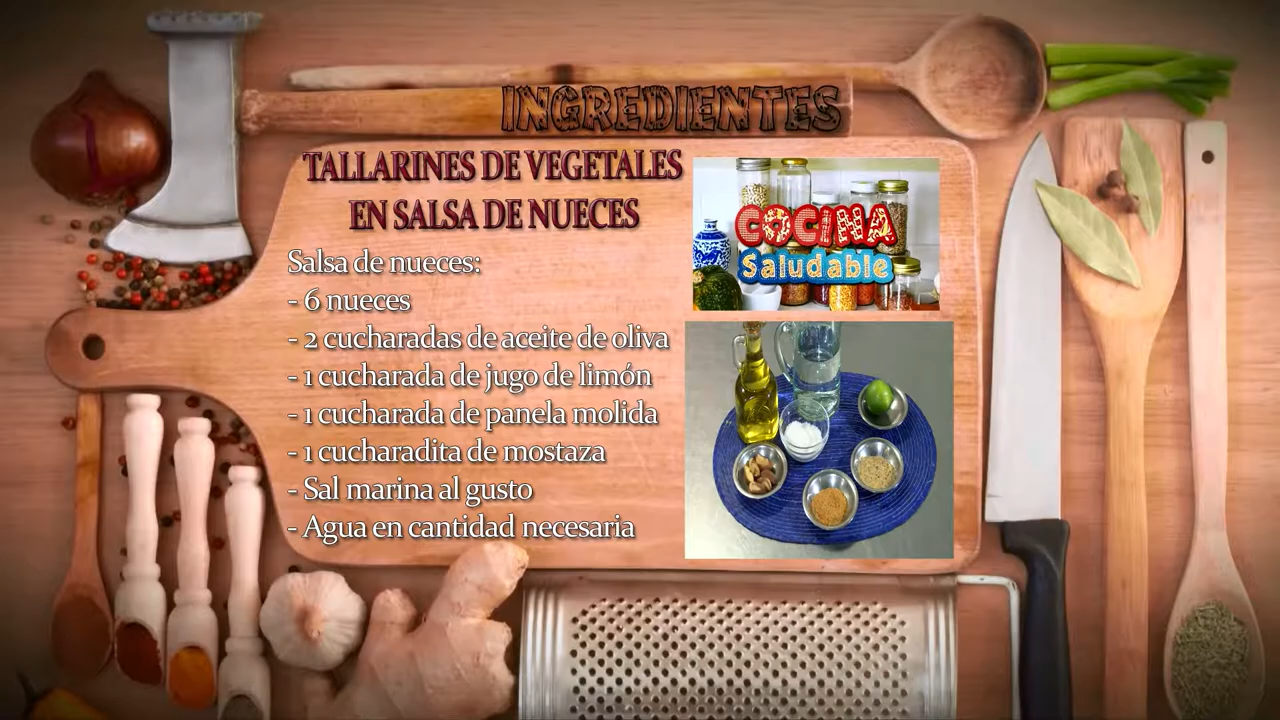 INGREDIENTES
TALLARINES DE VEGETALES
EN SALSA DE NUECES
COCINA
Saludable
Salsa de nueces:
- 6 nueces
- 2 cucharadas de aceite de oliva
- 1 cucharada de jugo de limón
- 1 cucharada de panela molida
- 1 cucharadita de mostaza
- Sal marina al gusto
- Agua en cantidad necesaria